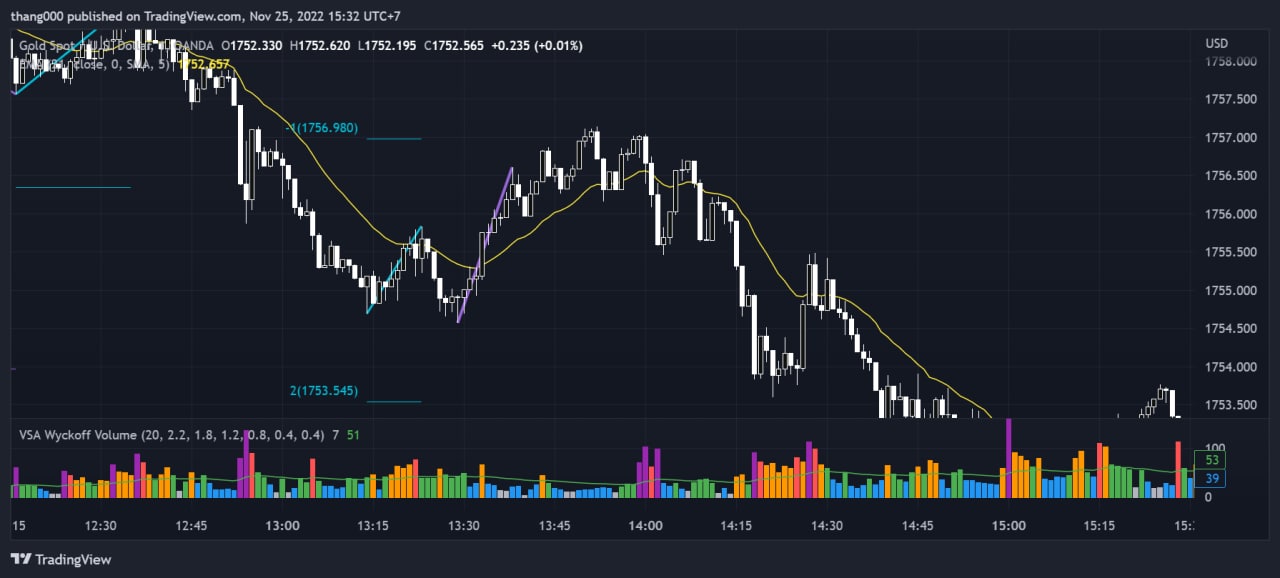 thang000 published on TradingView.com, Nov 25, 2022 15:32 UTC+7
Gold Spot / U.S. Dollar, OANDA O1752.330 H1752.620 L1752.195 C1752.565 +0.235 (+0.01%)
USD
close, 0, SMA, 5) 1752.657
1758.000
1757.500
-1(1756.980)
1757.000
1756.500
1756.000
1755.500
1755.000
1754.500
1754.000
2(1753.545)
1753.500
VSA Wyckoff Volume (20, 2.2, 1.8, 1.2, 0.8, 0.4, 0.4) 7 51
100
53
39
0
15 12:30 12:45 13:00 13:15 13:30 13:45 14:00 14:15 14:30 14:45 15:00 15:15 15:
TradingView